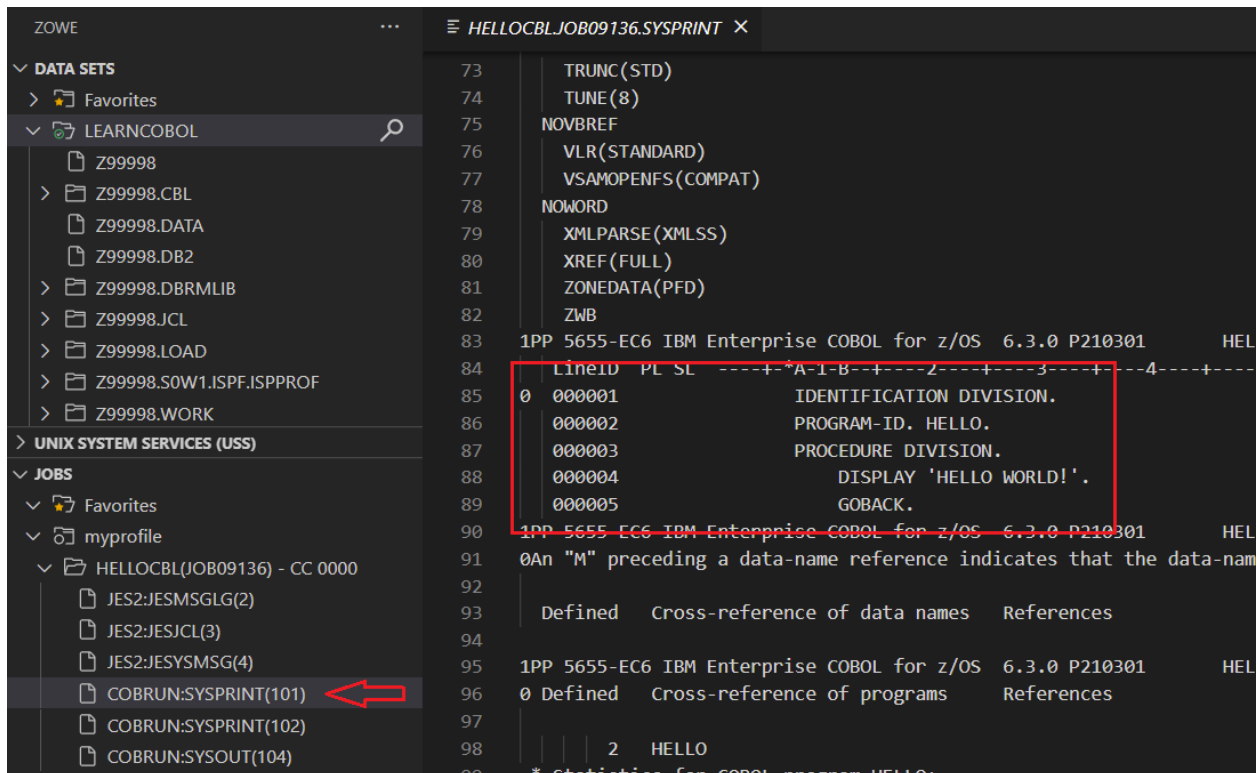 ZOWE
DATA SETS
Favorites
LEARNCOBOL
Z99998
Z99998.CBL
Z99998.DATA
Z99998.DB2
Z99998.DBRMLIB
Z99998.JCL
Z99998.LOAD
Z99998.S0W1.ISPF.ISPPROF
Z99998.WORK
UNIX SYSTEM SERVICES (USS)
JOBS
Favorites
myprofile
HELLOCBL(JOB09136) - CC 0000
JES2:JESMSGLG(2)
JES2:JESJCL(3)
JES2:JESYSMSG(4)
COBRUN:SYSPRINT(101)
COBRUN:SYSPRINT(102)
COBRUN:SYSOUT(104)
HELLOCBL.JOB09136.SYSPRINT
73 TRUNC(STD)
74 TUNE(8)
75 NOVBREF
76 VLR(STANDARD)
77 VSAMOPENFS(COMPAT)
78 NOWORD
79 XMLPARSE(XMLSS)
80 XREF(FULL)
81 ZONEDATA(PFD)
82 ZWB
83 1PP 5655-EC6 IBM Enterprise COBOL for z/OS 6.3.0 P210301 HEL
84 LineID PL SL ----+-*A-1-B--+----2----+----3----+----4----+----
85 0 000001 IDENTIFICATION DIVISION.
86 000002 PROGRAM-ID. HELLO.
87 000003 PROCEDURE DIVISION.
88 000004 DISPLAY 'HELLO WORLD!'.
89 000005 GOBACK.
90 1PP 5655-EC6 IBM Enterprise COBOL for z/OS 6.3.0 P210301 HEL
91 0An "M" preceding a data-name reference indicates that the data-nam
92
93 Defined Cross-reference of data names References
94
95 1PP 5655-EC6 IBM Enterprise COBOL for z/OS 6.3.0 P210301 HEL
96 0 Defined Cross-reference of programs References
97
98 2 HELLO
99 * Statistics for COBOL program HELLO: